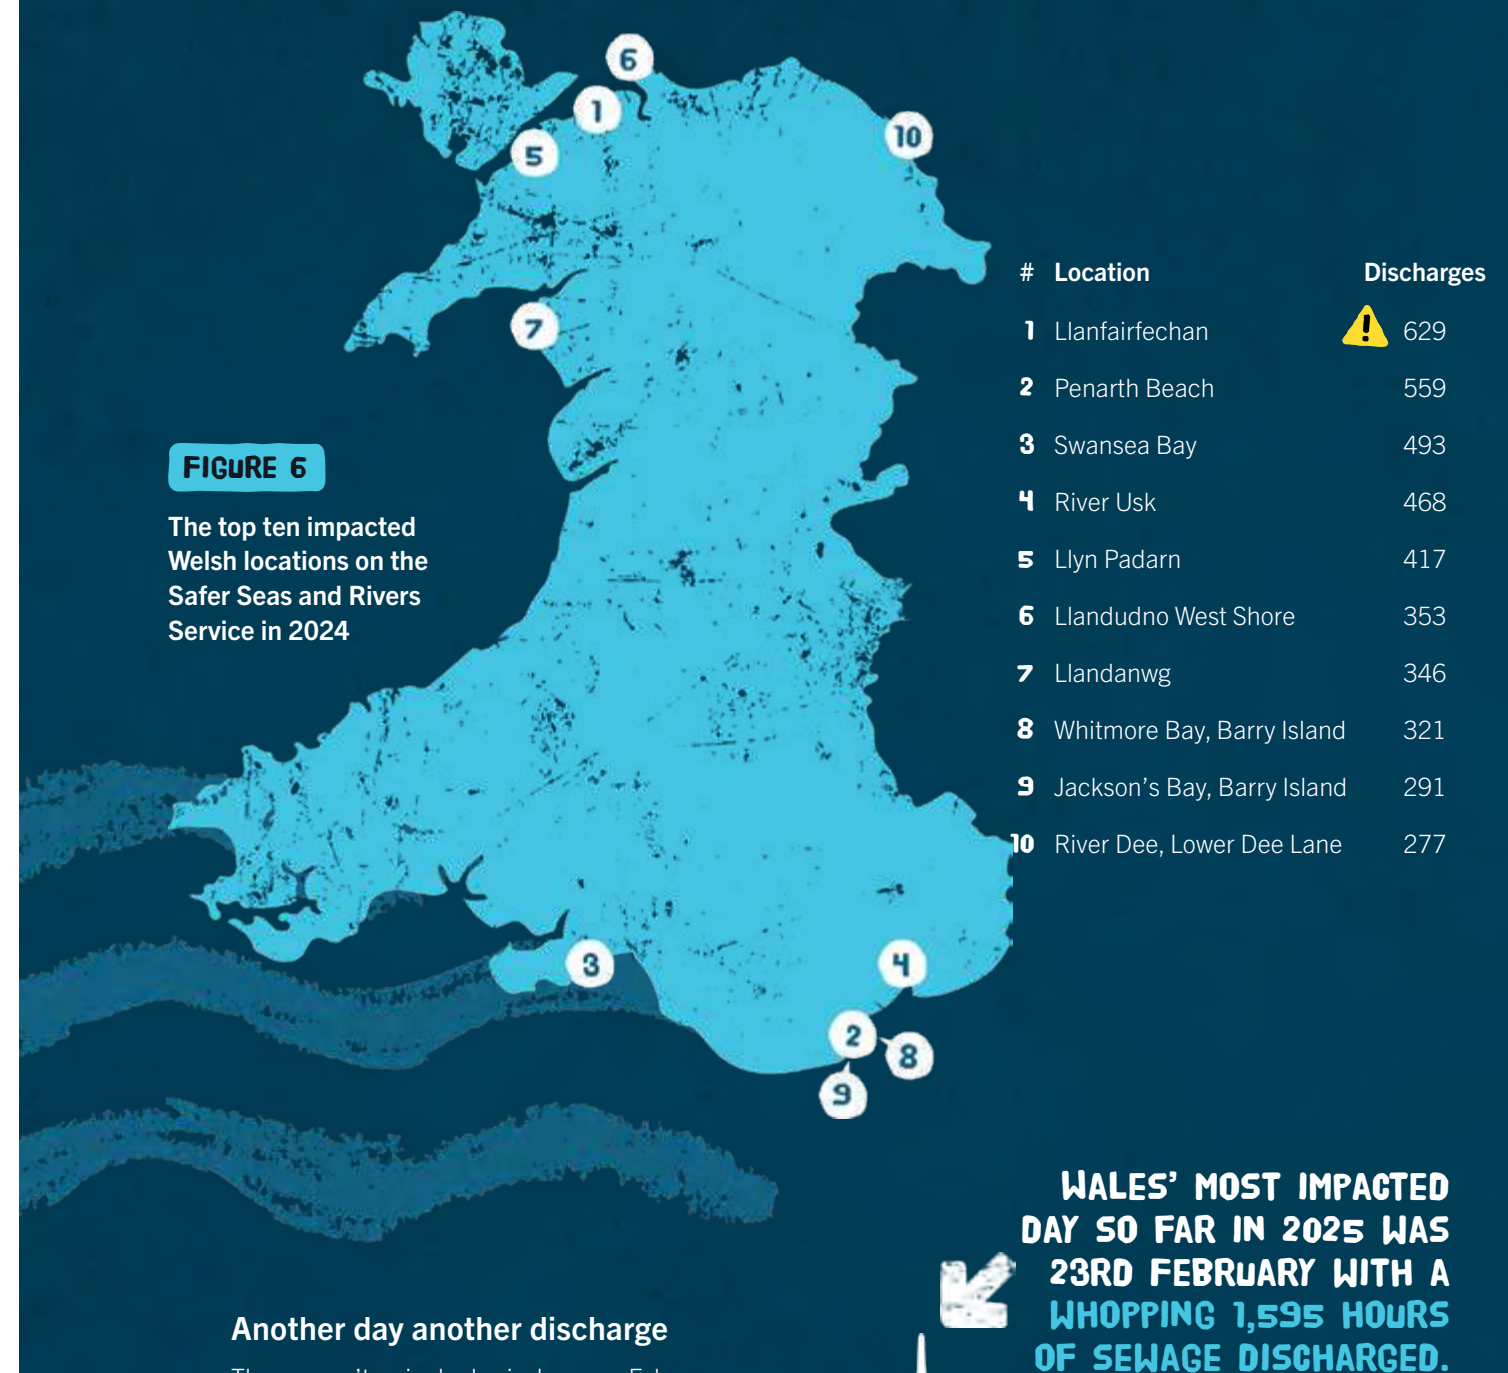 6
1
10
5
7
# Location Discharges
1 Llanfairfechan ! 629
2 Penarth Beach 559
3 Swansea Bay 493
4 River Usk 468
5 Llyn Padarn 417
6 Llandudno West Shore 353
7 Llandanwg 346
8 Whitmore Bay, Barry Island 321
9 Jackson's Bay, Barry Island 291
10 River Dee, Lower Dee Lane 277
FIGURE 6
The top ten impacted
Welsh locations on the
Safer Seas and Rivers
Service in 2024
3
4
2
8
9
WALES' MOST IMPACTED
DAY SO FAR IN 2025 WAS
23RD FEBRUARY WITH A
WHOPPING 1,595 HOURS
OF SEWAGE DISCHARGED.
Another day another discharge